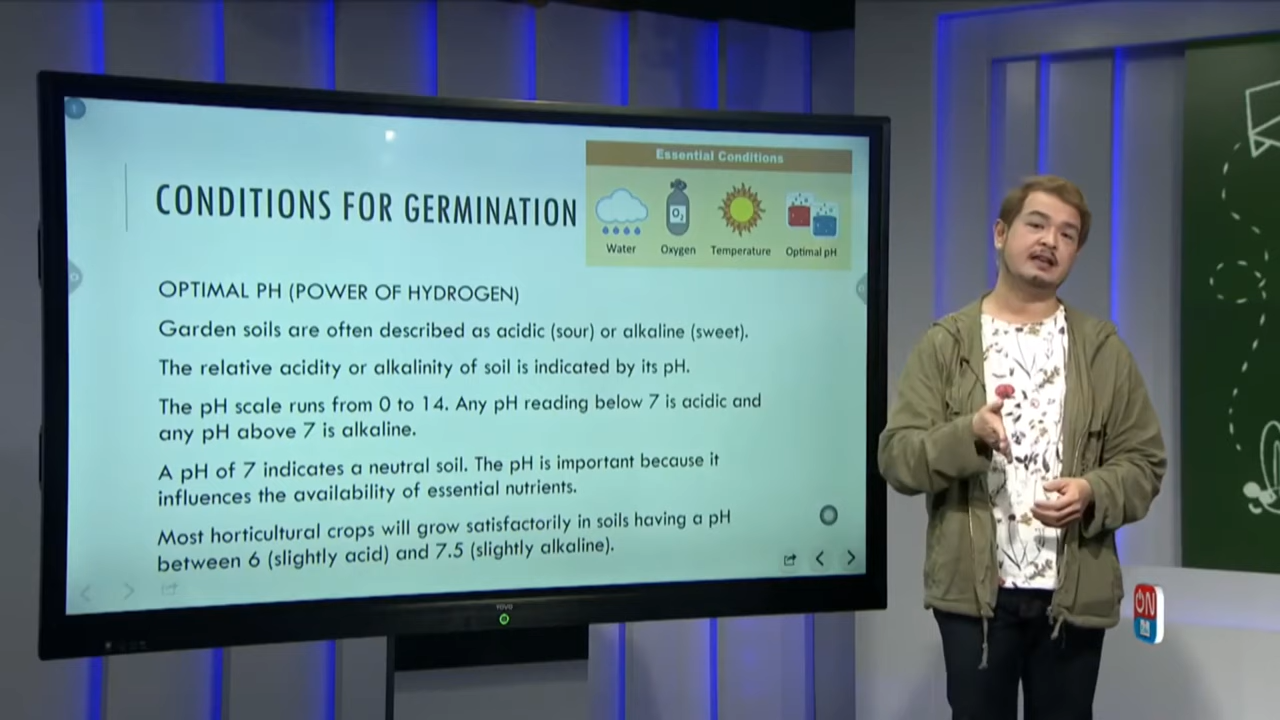 Essential Conditions
CONDITIONS FOR GERMINATION
O₂
Water
Oxygen
Temperature
Optimal pH
OPTIMAL PH (POWER OF HYDROGEN)
Garden soils are often described as acidic (sour) or alkaline (sweet).
The relative acidity or alkalinity of soil is indicated by its pH.
The pH scale runs from 0 to 14. Any pH reading below 7 is acidic and
any pH above 7 is alkaline.
A pH of 7 indicates a neutral soil. The pH is important because it
influences the availability of essential nutrients.
Most horticultural crops will grow satisfactorily in soils having a pH
between 6 (slightly acid) and 7.5 (slightly alkaline).
ON